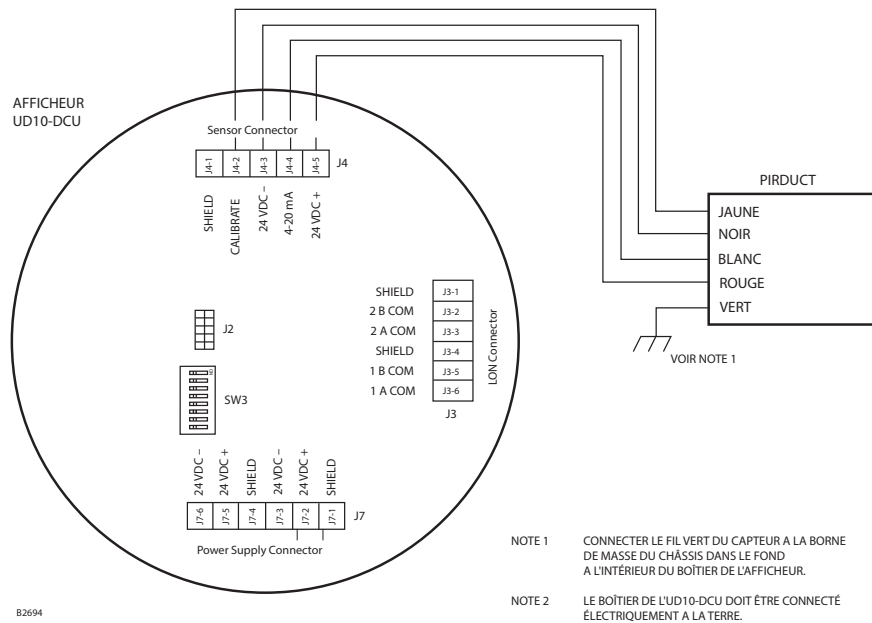 AFFICHEUR
UD10-DCU
Sensor Connector
J4-1
J4-2
J4-3
J4-4
J4-5
J4
SHIELD
CALIBRATE
24 VDC –
4-20 mA
24 VDC +
PIRDUCT
JAUNE
NOIR
BLANC
ROUGE
VERT
VOIR NOTE 1
J2
SW3
SHIELD J3-1
2 B COM J3-2
2 A COM J3-3
SHIELD J3-4
1 B COM J3-5
1 A COM J3-6
J3
LON Connector
24 VDC –
24 VDC +
SHIELD
24 VDC –
24 VDC +
SHIELD
J7-6
J7-5
J7-4
J7-3
J7-2
J7-1
J7
Power Supply Connector
NOTE 1 CONNECTER LE FIL VERT DU CAPTEUR A LA BORNE
DE MASSE DU CHÂSSIS DANS LE FOND
A L'INTÉRIEUR DU BOÎTIER DE L'AFFICHEUR.
NOTE 2 LE BOÎTIER DE L'UD10-DCU DOIT ÊTRE CONNECTÉ
ÉLECTRIQUEMENT A LA TERRE.
B2694